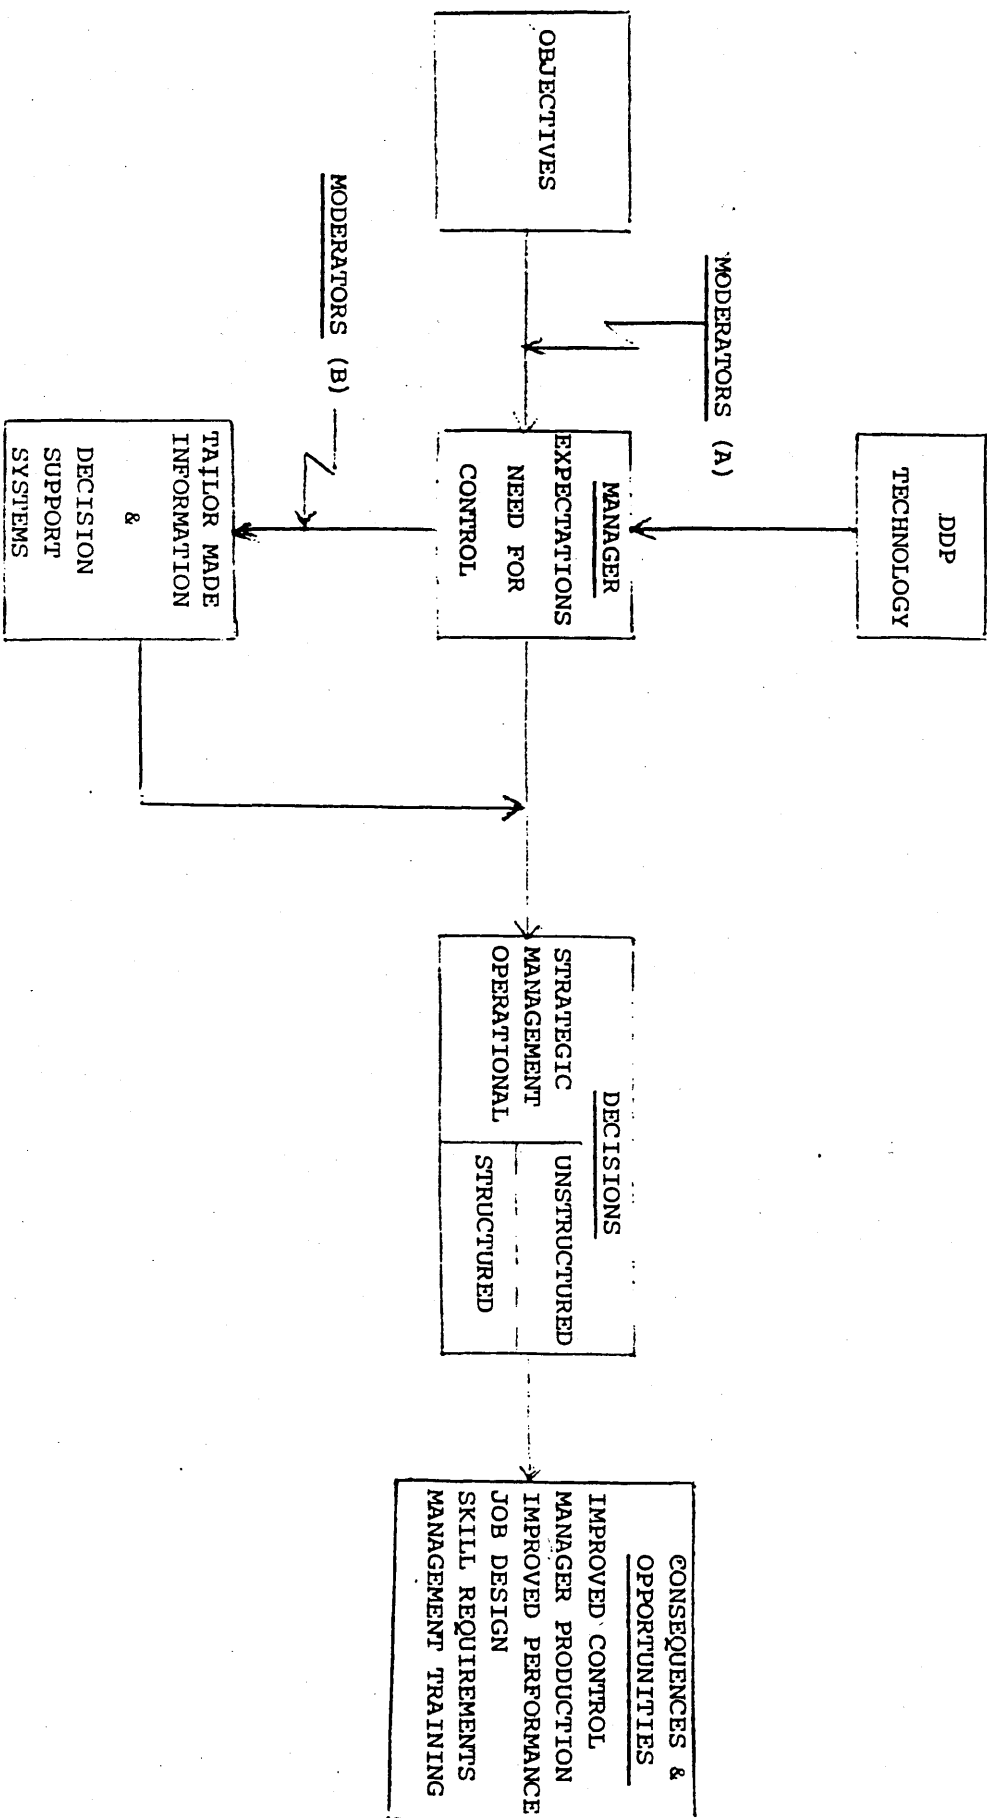 DDP
TECHNOLOGY
MODERATORS (A)
OBJECTIVES
MANAGER
EXPECTATIONS
NEED FOR
CONTROL
MODERATORS (B)
TAILOR MADE
INFORMATION
&
DECISION
SUPPORT
SYSTEMS
DECISIONS
STRATEGIC
MANAGEMENT
OPERATIONAL
UNSTRUCTURED
STRUCTURED
CONSEQUENCES &
OPPORTUNITIES
IMPROVED CONTROL
MANAGER PRODUCTION
IMPROVED PERFORMANCE
JOB DESIGN
SKILL REQUIREMENTS
MANAGEMENT TRAINING